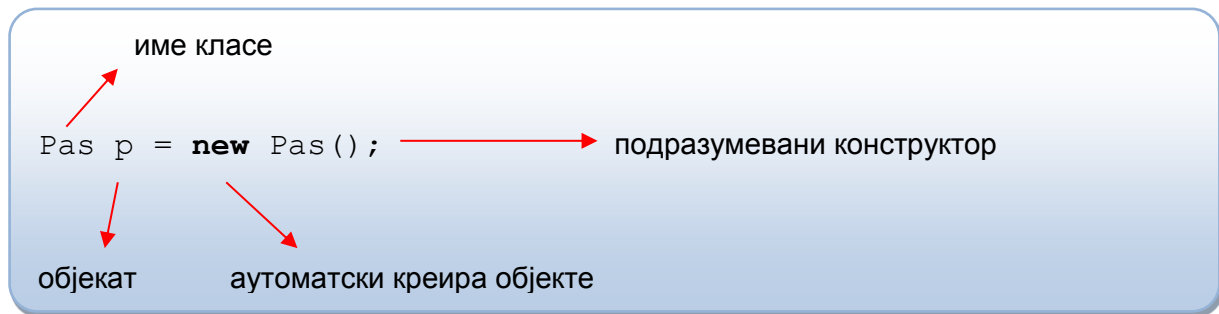 име класе
Pas p = new Pas();
подразумевани конструктор
објекат
аутоматски креира објекте